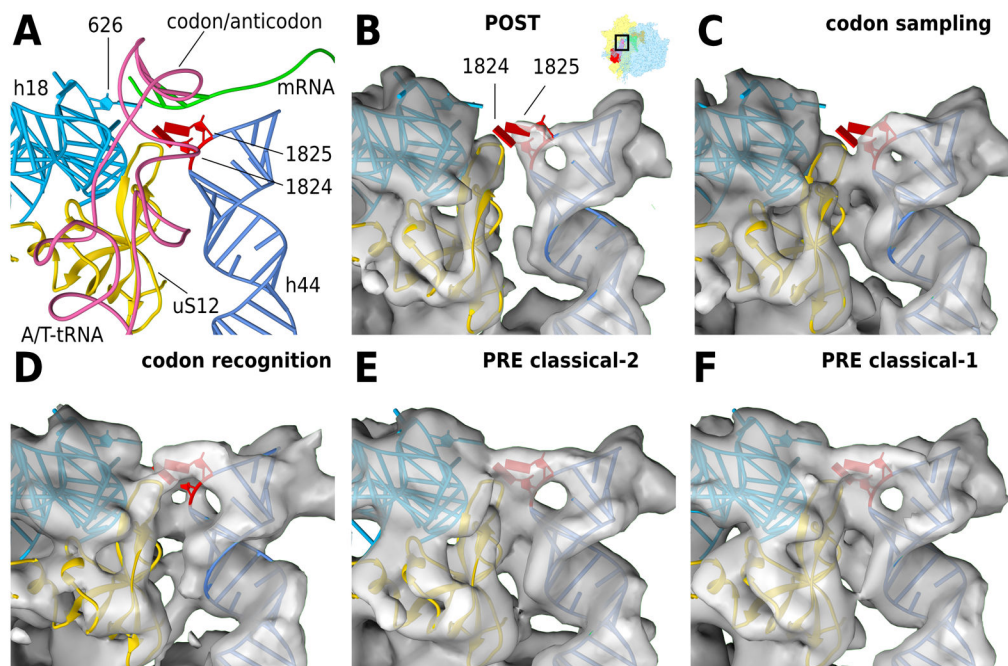 A
626
codon/anticodon
h18
mRNA
1825
1824
h44
uS12
A/T-tRNA
B
POST
1824
1825
C
codon sampling
D
codon recognition
E
PRE classical-2
F
PRE classical-1